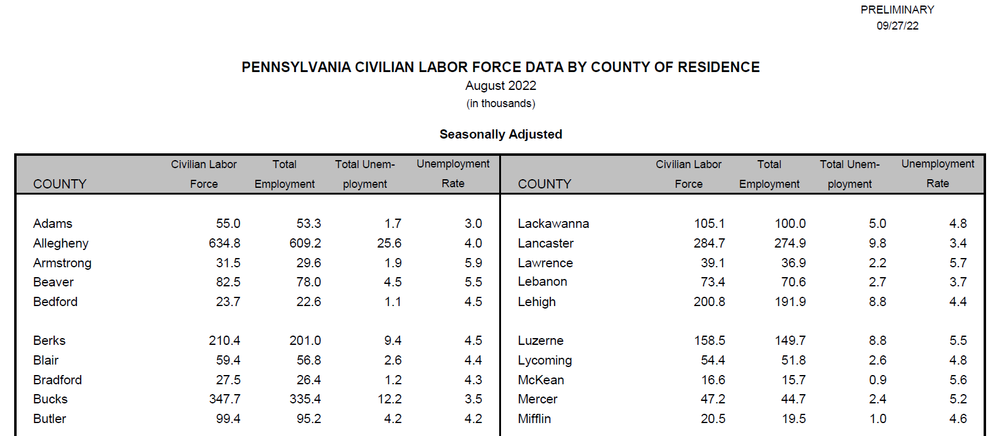 PRELIMINARY
09/27/22
PENNSYLVANIA CIVILIAN LABOR FORCE DATA BY COUNTY OF RESIDENCE
August 2022
(in thousands)
Seasonally Adjusted
Civilian Labor Total Total Unem- Unemployment Civilian Labor Total Total Unem- Unemployment
COUNTY Force Employment ployment Rate COUNTY Force Employment ployment Rate
Adams 55.0 53.3 1.7 3.0 Lackawanna 105.1 100.0 5.0 4.8
Allegheny 634.8 609.2 25.6 4.0 Lancaster 284.7 274.9 9.8 3.4
Armstrong 31.5 29.6 1.9 5.9 Lawrence 39.1 36.9 2.2 5.7
Beaver 82.5 78.0 4.5 5.5 Lebanon 73.4 70.6 2.7 3.7
Bedford 23.7 22.6 1.1 4.5 Lehigh 200.8 191.9 8.8 4.4
Berks 210.4 201.0 9.4 4.5 Luzerne 158.5 149.7 8.8 5.5
Blair 59.4 56.8 2.6 4.4 Lycoming 54.4 51.8 2.6 4.8
Bradford 27.5 26.4 1.2 4.3 McKean 16.6 15.7 0.9 5.6
Bucks 347.7 335.4 12.2 3.5 Mercer 47.2 44.7 2.4 5.2
Butler 99.4 95.2 4.2 4.2 Mifflin 20.5 19.5 1.0 4.6